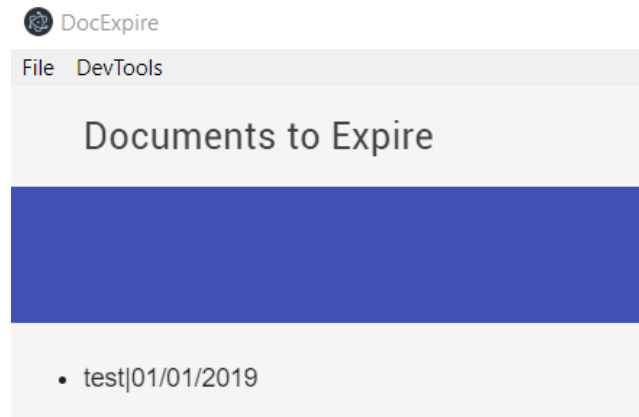 DocExpire
File DevTools
Documents to Expire
test|01/01/2019